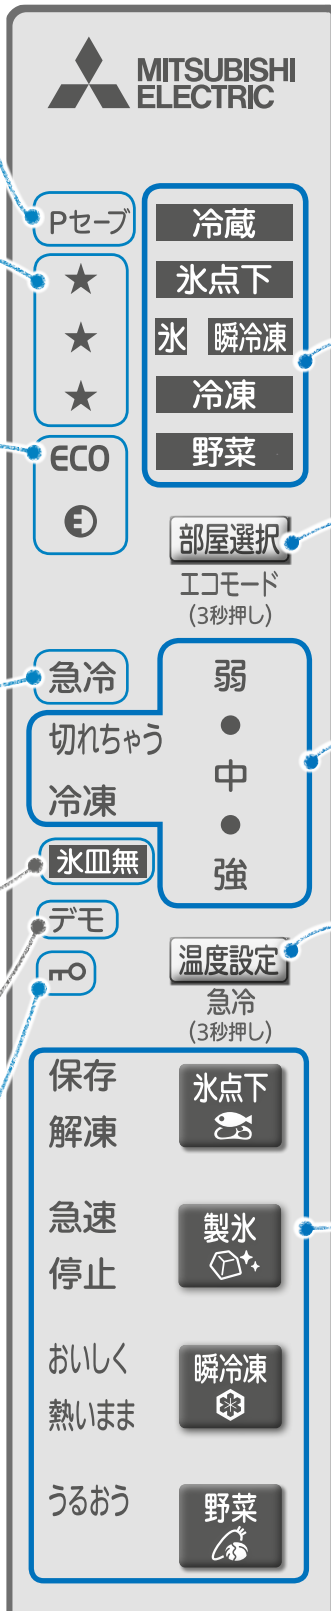 MITSUBISHI
ELECTRIC
Pセーブ
冷蔵
★
氷点下
★
氷 瞬冷凍
★
冷凍
ECO
野菜
部屋選択
エコモード
(3秒押し)
急冷
弱
切れちゃう
●
冷凍
中
●
氷皿無
強
デモ
温度設定
急冷
(3秒押し)
保存
氷点下
解凍
急速
製氷
停止
おいしく
瞬冷凍
熱いまま
うるおう
野菜